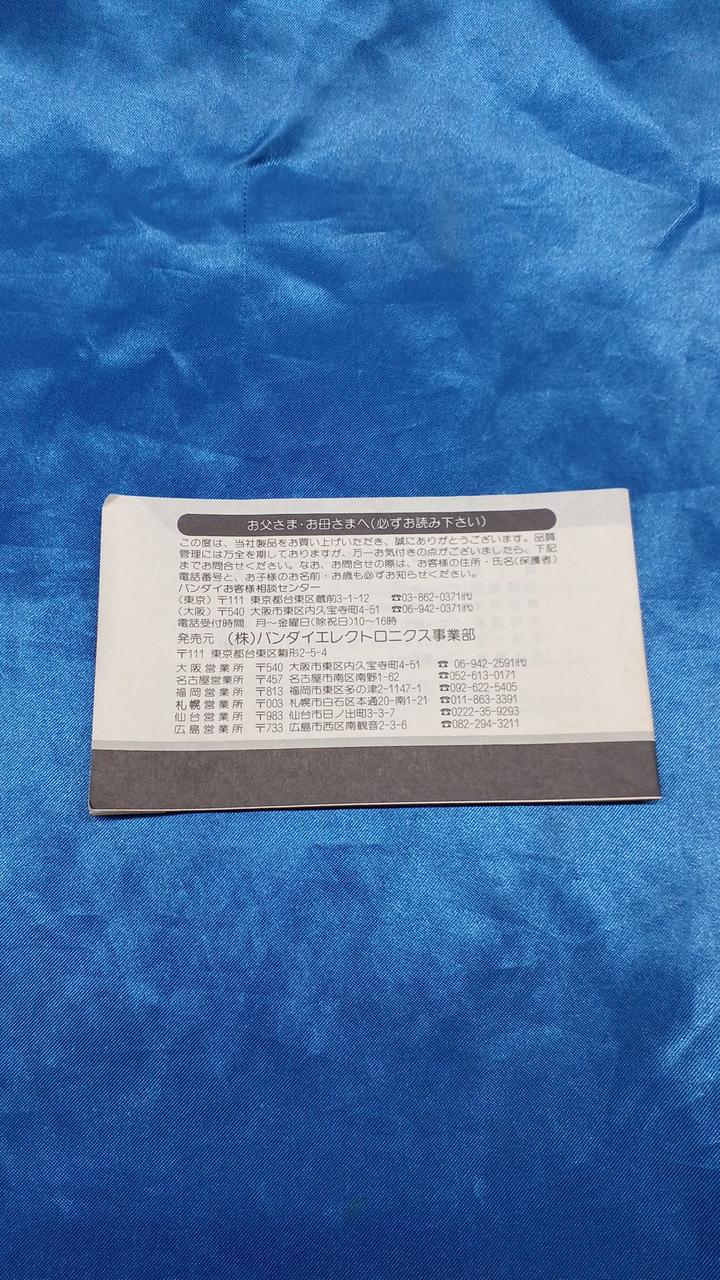 お父さま・お母さまへ(必ずお読み下さい)
この度は、当社製品をお買い上げいただき、誠にありがとうございます。品質
管理には万全を期しておりますが、万一お気付きの点がございましたら、下記
までお問合せください。なお、お問合せの際は、お客様の住所・氏名(保護者)
電話番号と、お子様のお名前・お歳も必ずお知らせください。
バンダイお客様相談センター
(東京) 〒111 東京都台東区蔵前3-1-12 ☎03-862-0371㈹
(大阪) 〒540 大阪市東区内久宝寺町4-51 ☎06-942-0371㈹
電話受付時間 月〜金曜日(除祝日)10〜16時
発売元 (株)バンダイエレクトロニクス事業部
〒111 東京都台東区駒形2-5-4
大阪営業所 〒540 大阪市東区内久宝寺町4-51 ☎ 06-942-2591㈹
名古屋営業所 〒457 名古屋市南区南野1-62 ☎052-613-0171
福岡営業所 〒813 福岡市東区多の津2-1147-1 ☎092-622-5405
札幌営業所 〒003 札幌市白石区本通20-南1-21 ☎011-863-3391
仙台営業所 〒983 仙台市日ノ出町3-3-7 ☎0222-35-9293
広島営業所 〒733 広島市西区南観音2-3-6 ☎082-294-3211